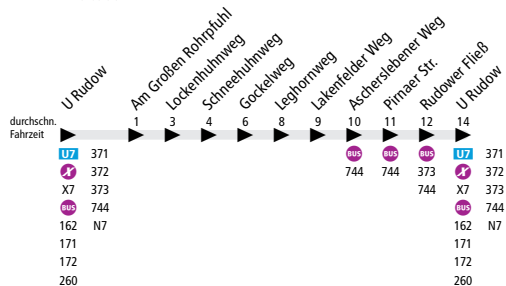 U Rudow
Am Großen Rohrpfuhl
Lockenhuhnweg
Schneehuhnweg
Gockelweg
Leghornweg
Lakenfelder Weg
Ascherslebener Weg
Pirnaer Str.
Rudower Fließ
U Rudow
durchschn. 1 3 4 6 8 9 10 11 12 14
Fahrzeit
U7 371 BUS BUS BUS U7 371
X 372 744 744 373 X 372
X7 373 744 X7 373
BUS 744 BUS 744
162 N7 162 N7
171 171
172 172
260 260